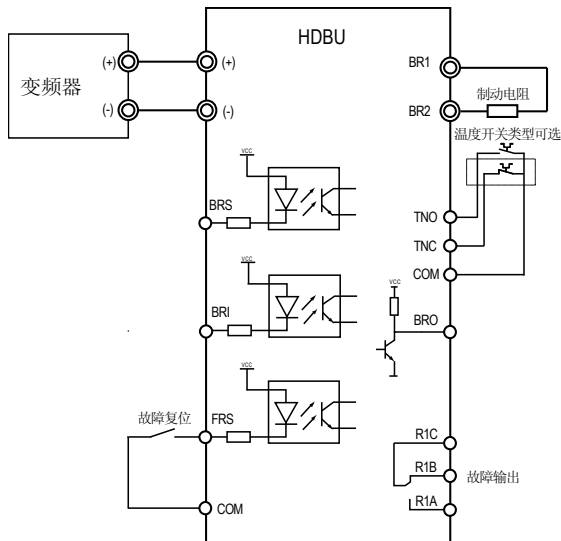 HDBU
变频器
(+)
(-)
(+)
(-)
BR1
BR2
制动电阻
温度开关类型可选
VCC
BRS
TNO
TNC
COM
VCC
BRI
VCC
BRO
VCC
故障复位
FRS
COM
R1C
R1B
故障输出
R1A